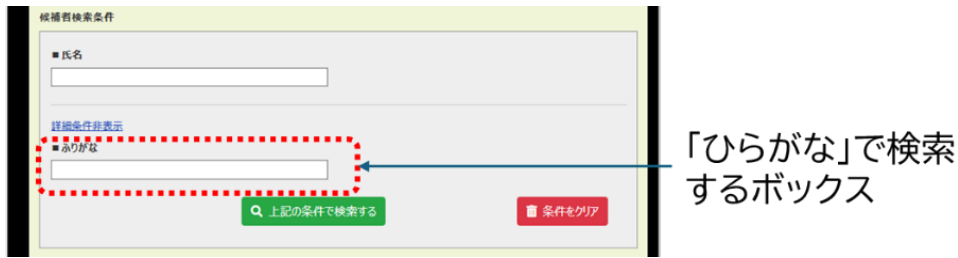 候補者検索条件
■ 氏名
詳細条件非表示
■ ふりがな
上記の条件で検索する
条件をクリア
「ひらがな」で検索
するボックス